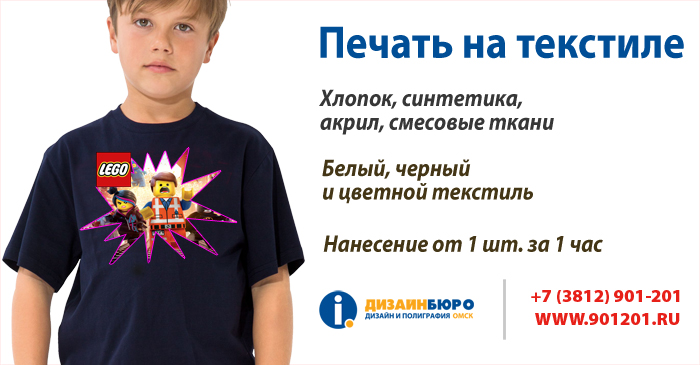 Печать на текстиле
Хлопок, синтетика,
акрил, смесовые ткани
LEGO
Белый, черный
и цветной текстиль
Нанесение от 1 шт. за 1 час
i.
ДИЗАЙНБЮРО
ДИЗАЙН И ПОЛИГРАФИЯ ОМСК
+7 (3812) 901-201
WWW.901201.RU